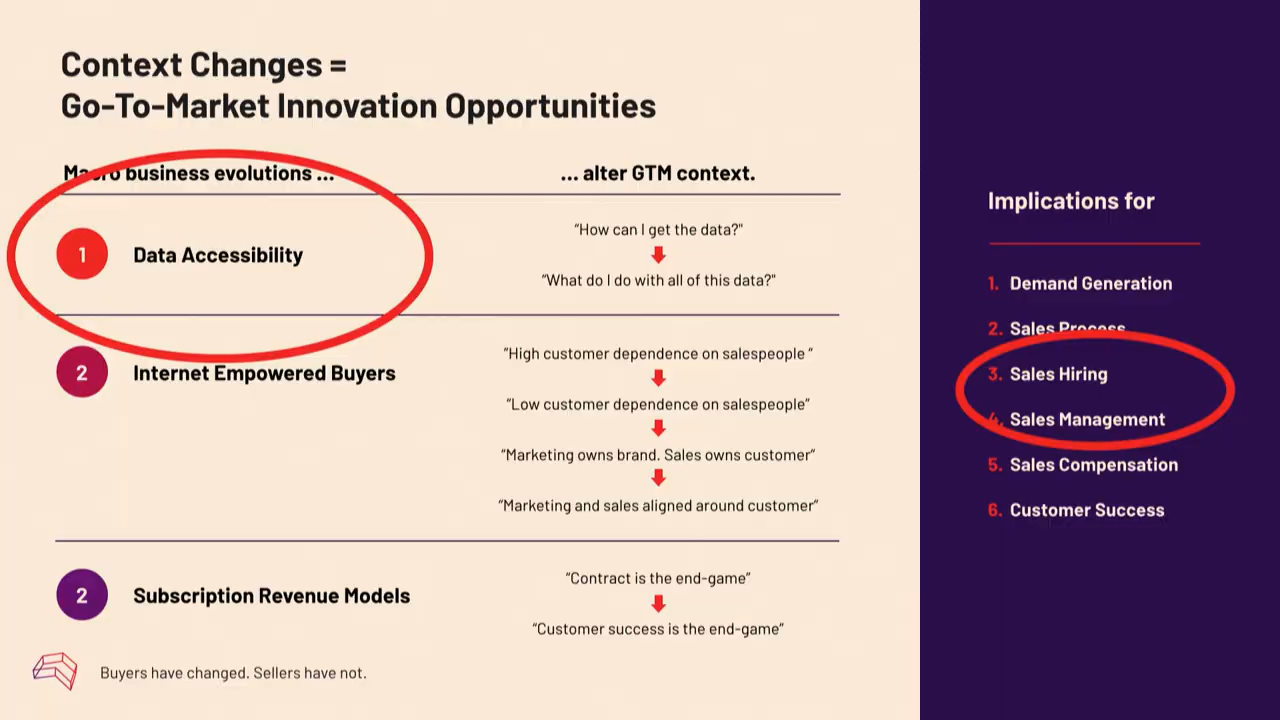 Context Changes =
Go-To-Market Innovation Opportunities
Macro business evolutions ...
... alter GTM context.
1
Data Accessibility
"How can I get the data?"
"What do I do with all of this data?"
2
Internet Empowered Buyers
"High customer dependence on salespeople "
"Low customer dependence on salespeople"
"Marketing owns brand. Sales owns customer"
"Marketing and sales aligned around customer"
2
Subscription Revenue Models
"Contract is the end-game"
"Customer success is the end-game"
Buyers have changed. Sellers have not.
Implications for
1. Demand Generation
2. Sales Process
3. Sales Hiring
4. Sales Management
5. Sales Compensation
6. Customer Success